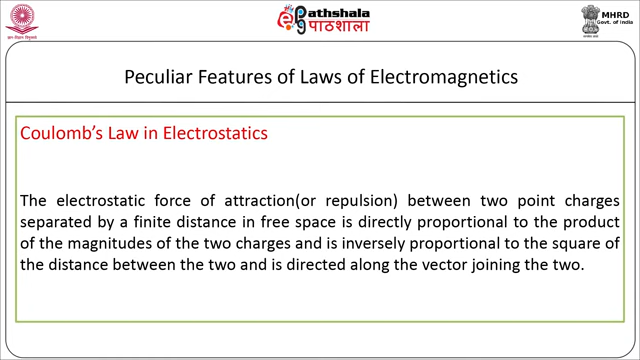 Pathshala
पाठशाला
MHRD
Govt. of India
Peculiar Features of Laws of Electromagnetics
Coulomb's Law in Electrostatics
The electrostatic force of attraction(or repulsion) between two point charges
separated by a finite distance in free space is directly proportional to the product
of the magnitudes of the two charges and is inversely proportional to the square of
the distance between the two and is directed along the vector joining the two.